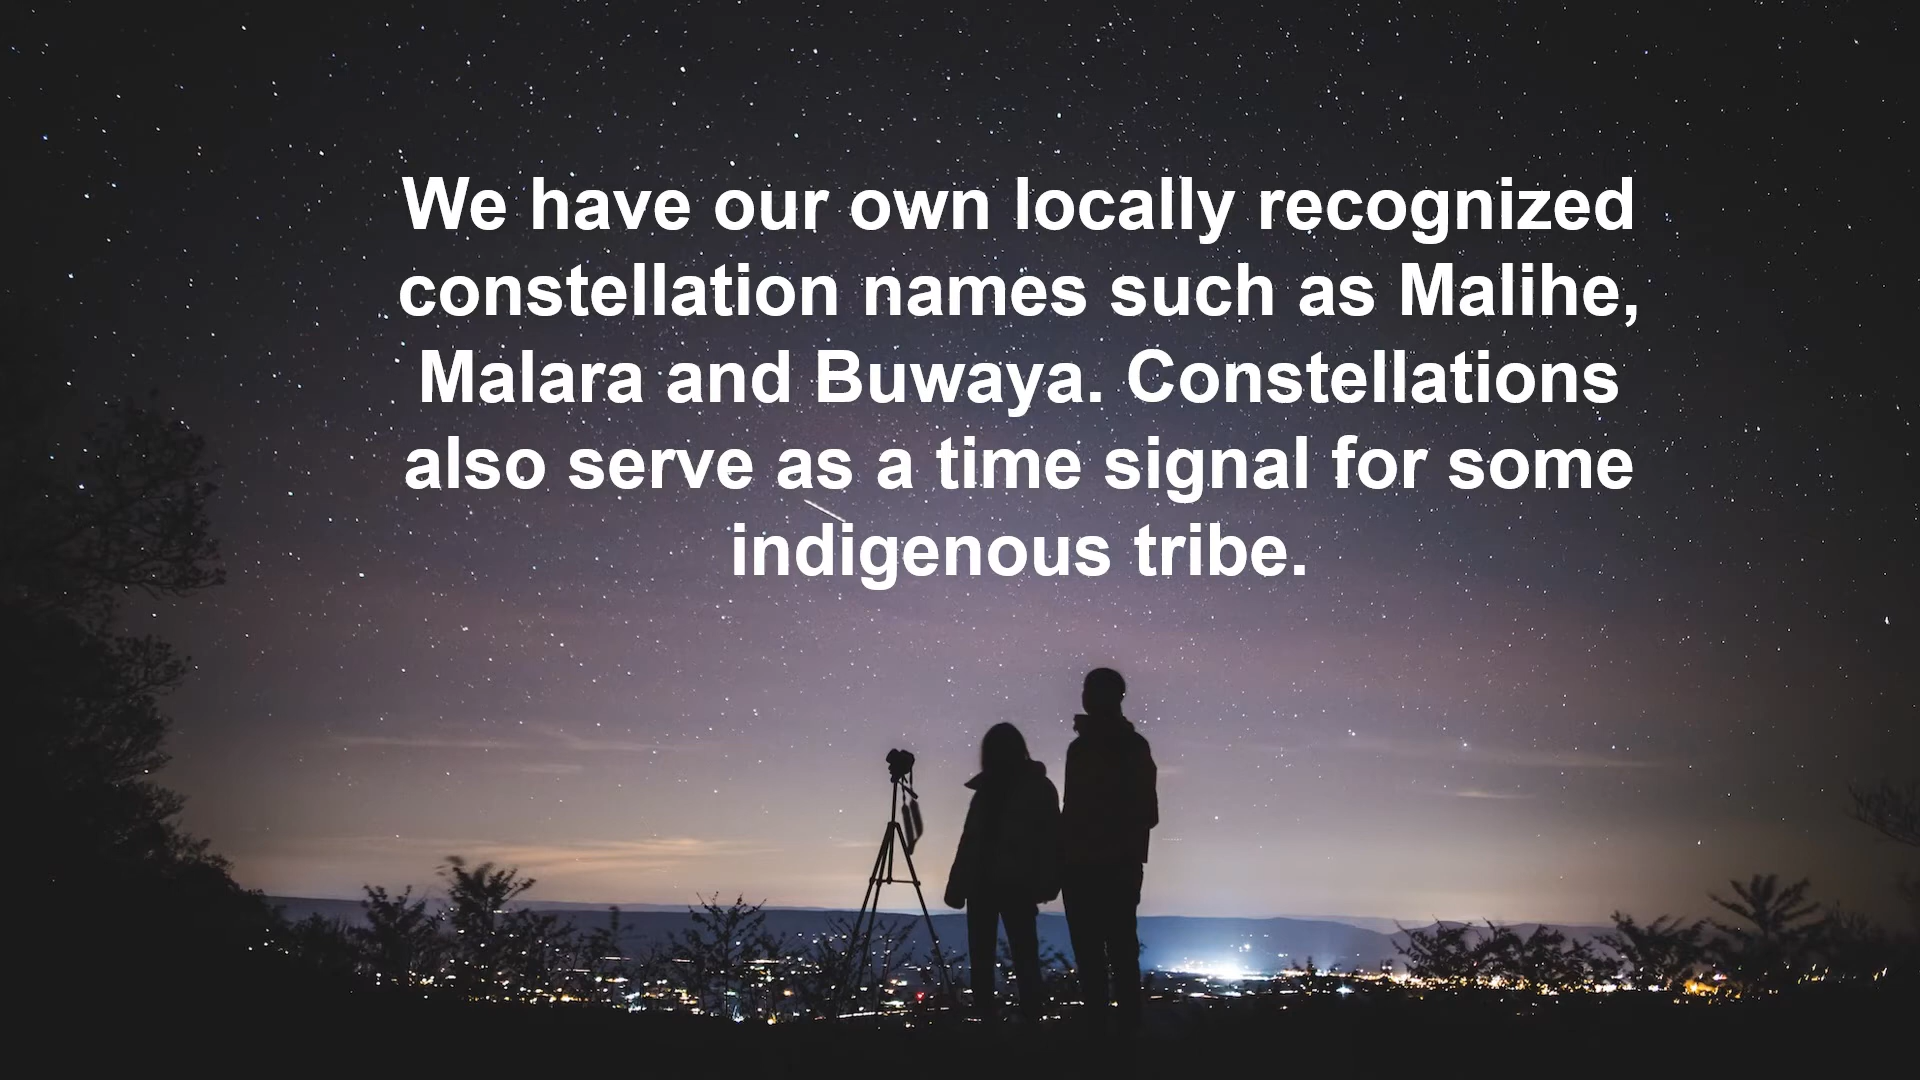 We have our own locally recognized
constellation names such as Malihe,
Malara and Buwaya. Constellations
also serve as a time signal for some
indigenous tribe.